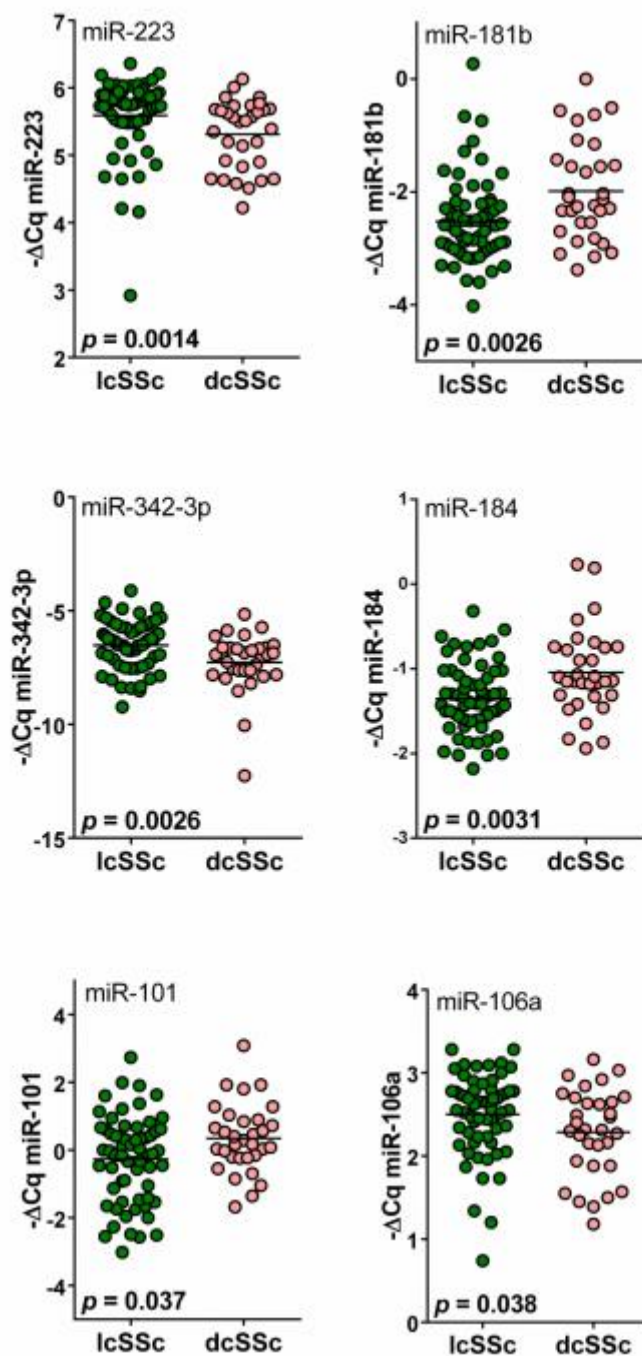 miR-223
-ΔCq miR-223
7
6
5
4
3
2
p = 0.0014
lcSSc dcSSc
miR-181b
-ΔCq miR-181b
0
-2
-4
p = 0.0026
lcSSc dcSSc
miR-342-3p
-ΔCq miR-342-3p
0
-5
-10
-15
p = 0.0026
lcSSc dcSSc
miR-184
-ΔCq miR-184
1
0
-1
-2
-3
p = 0.0031
lcSSc dcSSc
miR-101
-ΔCq miR-101
4
2
0
-2
-4
p = 0.037
lcSSc dcSSc
miR-106a
-ΔCq miR-106a
4
3
2
1
0
p = 0.038
lcSSc dcSSc